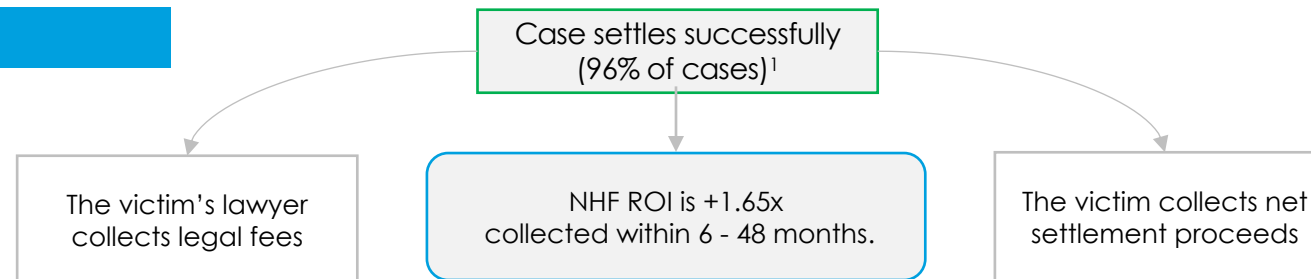 Case settles successfully
(96% of cases)¹
The victim’s lawyer
collects legal fees
NHF ROI is +1.65x
collected within 6 - 48 months.
The victim collects net
settlement proceeds